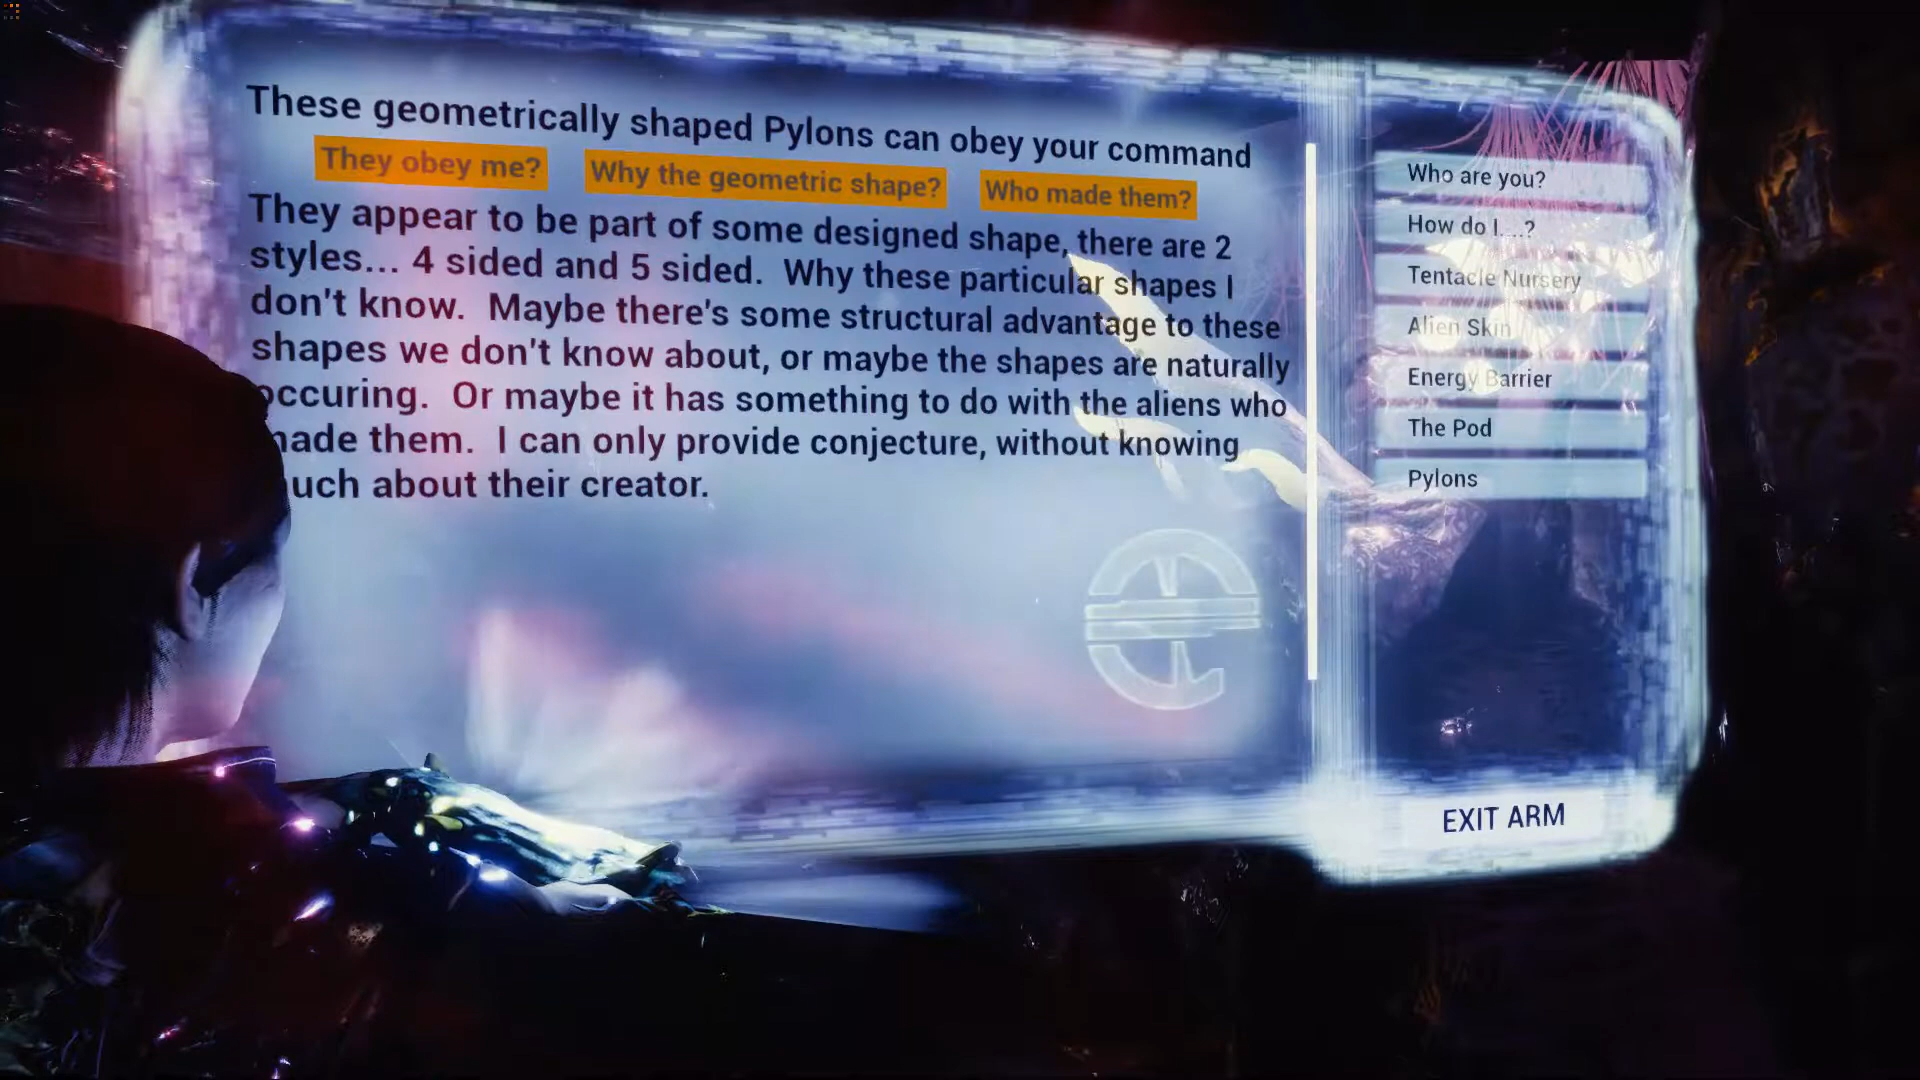 These geometrically shaped Pylons can obey your command
They obey me? Why the geometric shape? Who made them?
They appear to be part of some designed shape, there are 2
styles... 4 sided and 5 sided. Why these particular shapes I
don't know. Maybe there's some structural advantage to these
shapes we don't know about, or maybe the shapes are naturally
occuring. Or maybe it has something to do with the aliens who
made them. I can only provide conjecture, without knowing
much about their creator.
Who are you?
How do I....?
Tentacle Nursery
Alien Skin
Energy Barrier
The Pod
Pylons
EXIT ARM